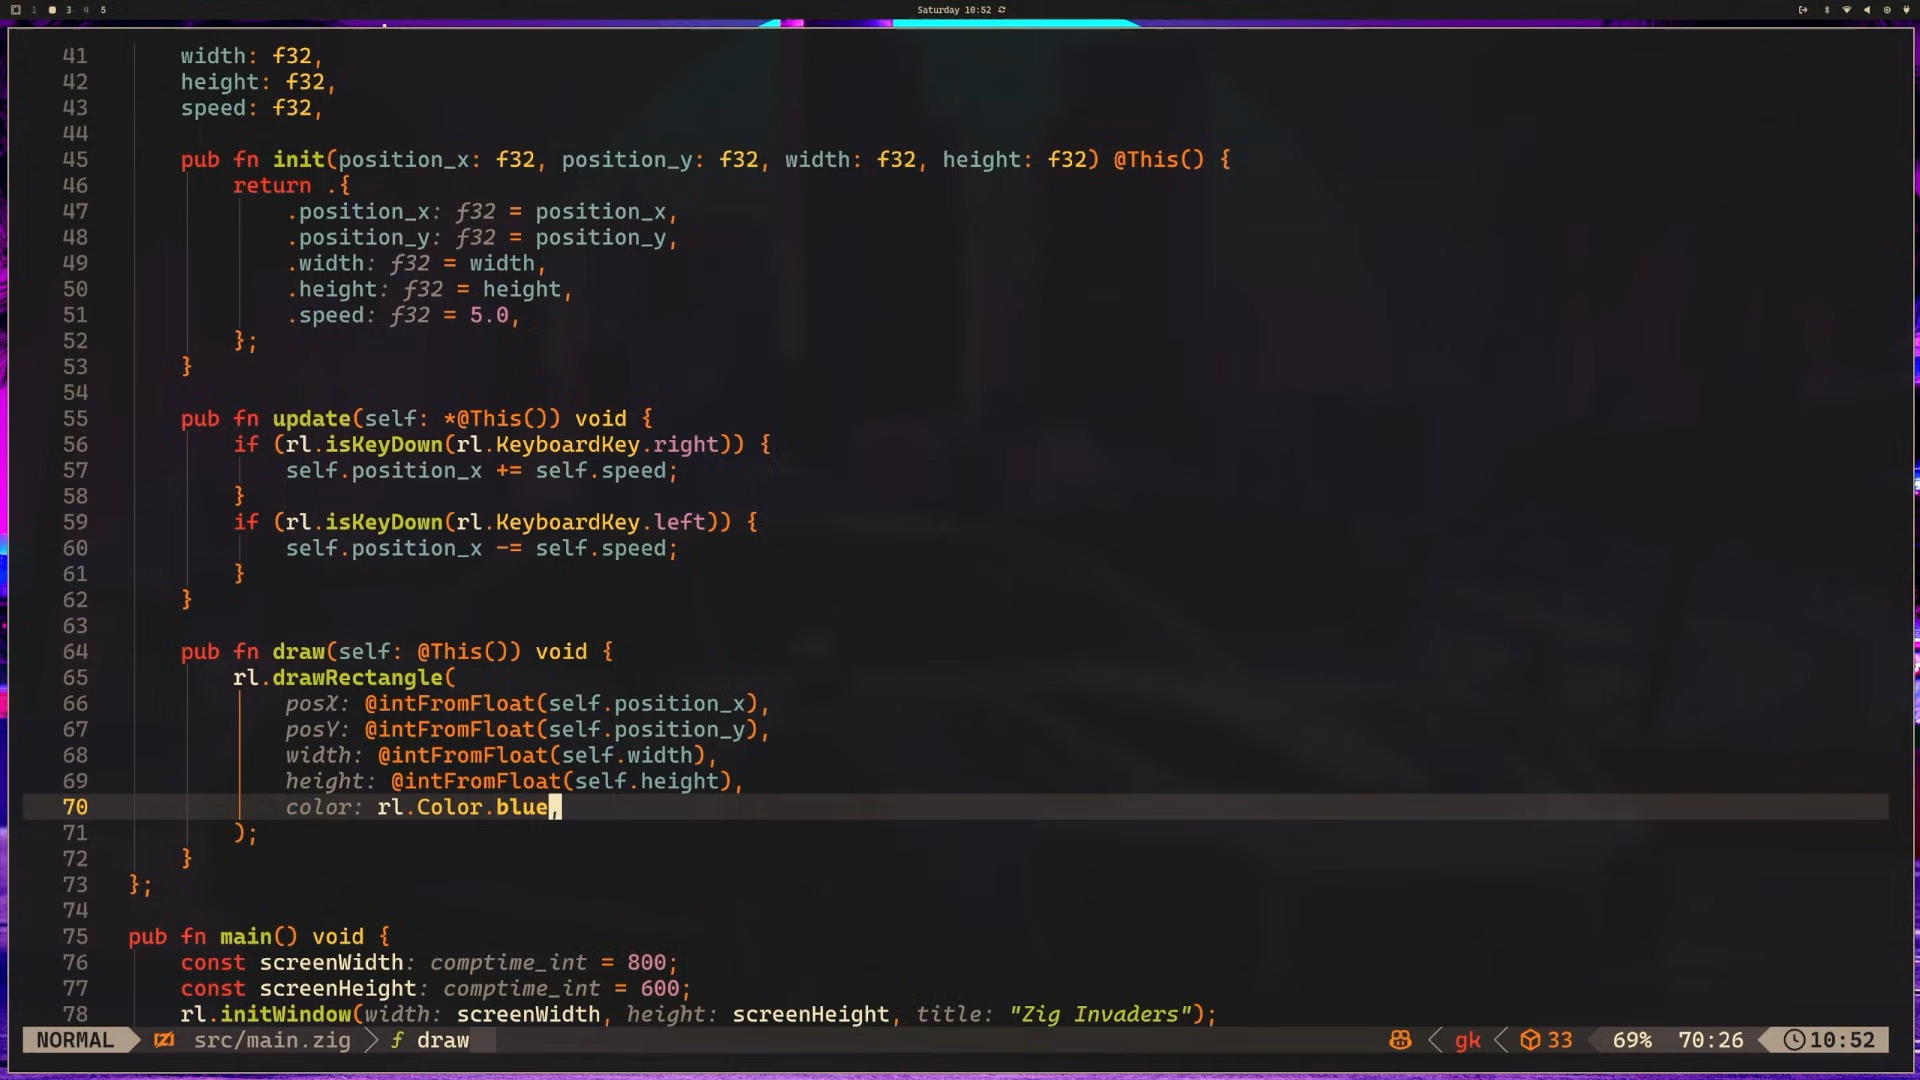 1 3 4 5 Saturday 10:52
41 width: f32,
42 height: f32,
43 speed: f32,
44
45 pub fn init(position_x: f32, position_y: f32, width: f32, height: f32) @This() {
46 return .{
47 .position_x: f32 = position_x,
48 .position_y: f32 = position_y,
49 .width: f32 = width,
50 .height: f32 = height,
51 .speed: f32 = 5.0,
52 };
53 }
54
55 pub fn update(self: *@This()) void {
56 if (rl.isKeyDown(rl.KeyboardKey.right)) {
57 self.position_x += self.speed;
58 }
59 if (rl.isKeyDown(rl.KeyboardKey.left)) {
60 self.position_x -= self.speed;
61 }
62 }
63
64 pub fn draw(self: @This()) void {
65 rl.drawRectangle(
66 posX: @intFromFloat(self.position_x),
67 posY: @intFromFloat(self.position_y),
68 width: @intFromFloat(self.width),
69 height: @intFromFloat(self.height),
70 color: rl.Color.blue,
71 );
72 }
73 };
74
75 pub fn main() void {
76 const screenWidth: comptime_int = 800;
77 const screenHeight: comptime_int = 600;
78 rl.initWindow(width: screenWidth, height: screenHeight, title: "Zig Invaders");
NORMAL src/main.zig f draw gk 33 69% 70:26 10:52